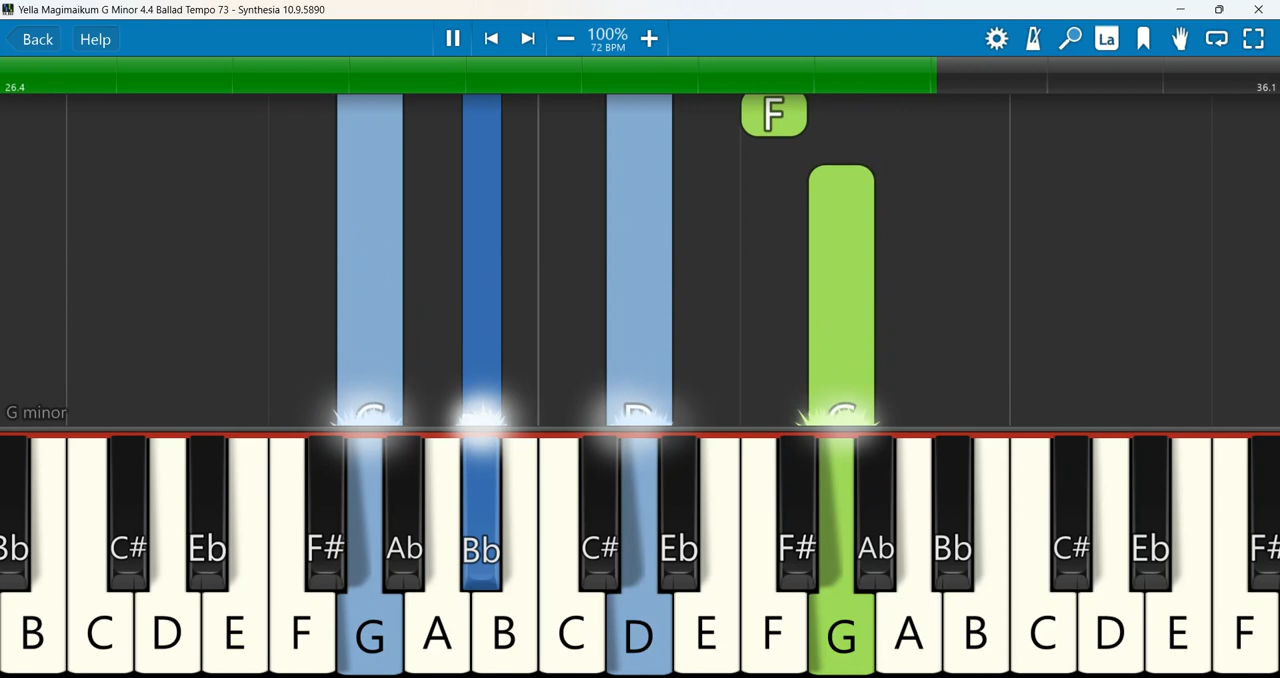 Yella Magimaikum G Minor 4.4 Ballad Tempo 73 - Synthesia 10.9.5890
Back Help 100% La
72 BPM
26.4 36.1
F
G D G
G minor
Bb C# Eb F# Ab Bb C# Eb F# Ab Bb C# Eb F#
B C D E F G A B C D E F G A B C D E F